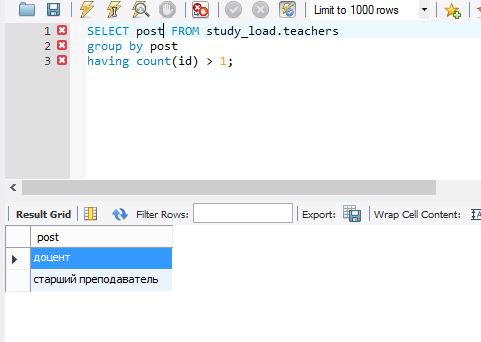 Limit to 1000 rows
1 SELECT post FROM study_load.teachers
2 group by post
3 having count(id) > 1;
Result Grid Filter Rows: Export: Wrap Cell Content:
post
доцент
старший преподаватель